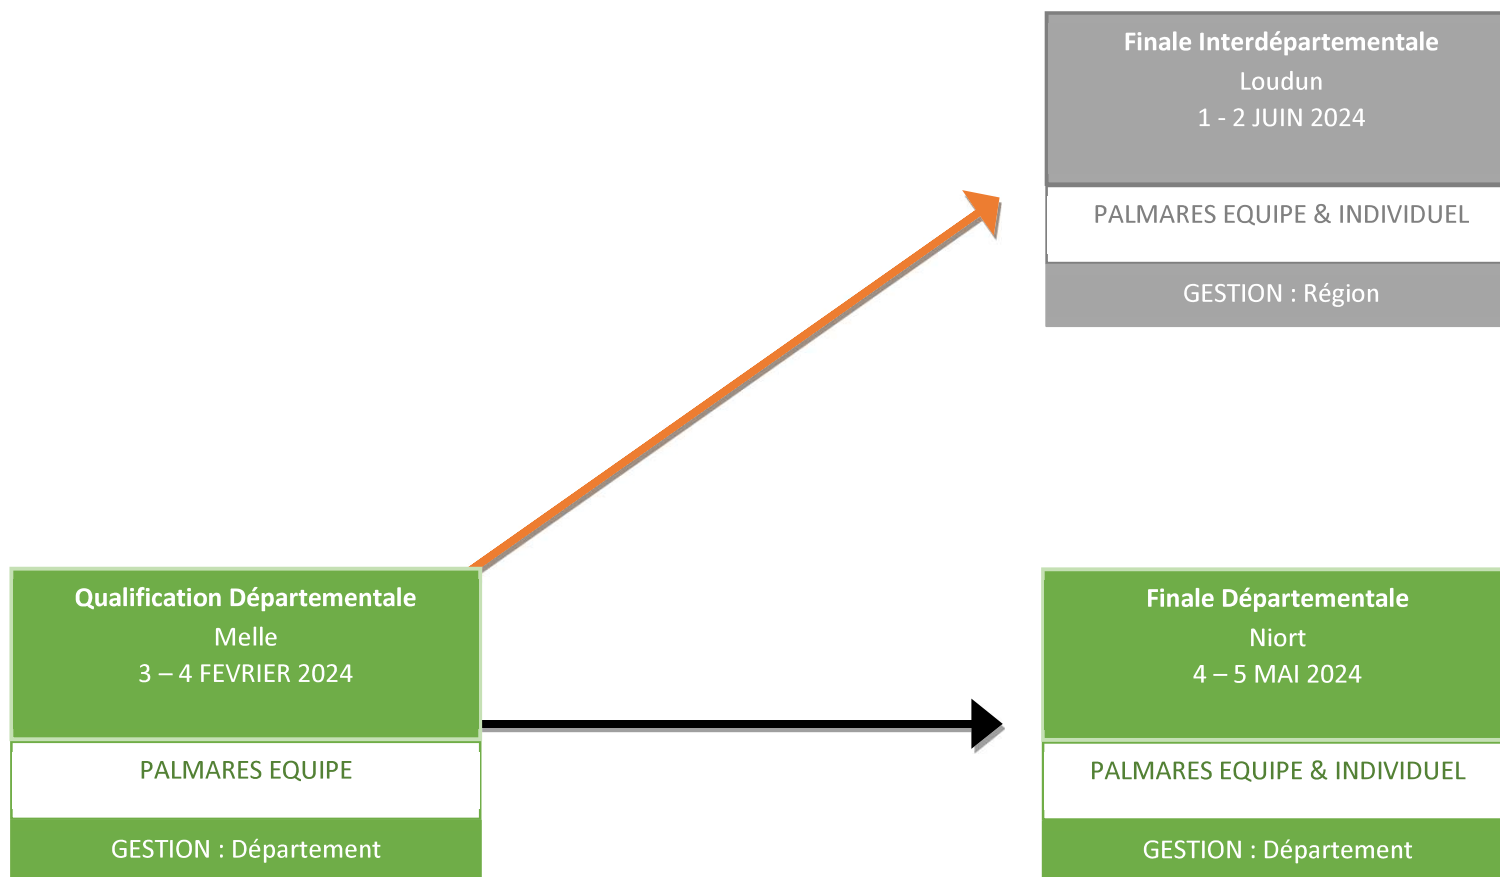 Finale Interdépartementale
Loudun
1 - 2 JUIN 2024
PALMARES EQUIPE & INDIVIDUEL
GESTION : Région
Qualification Départementale
Melle
3 – 4 FEVRIER 2024
PALMARES EQUIPE
GESTION : Département
Finale Départementale
Niort
4 – 5 MAI 2024
PALMARES EQUIPE & INDIVIDUEL
GESTION : Département